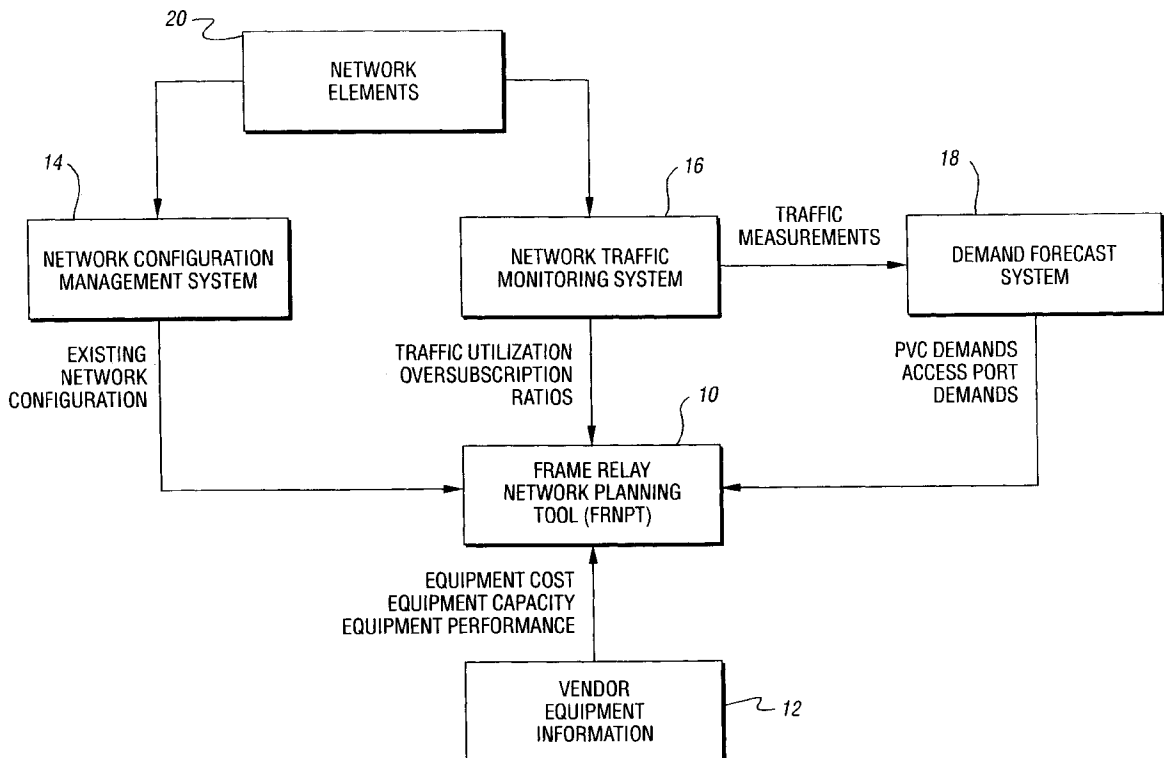 20
NETWORK
ELEMENTS
14
NETWORK CONFIGURATION
MANAGEMENT SYSTEM
16
NETWORK TRAFFIC
MONITORING SYSTEM
TRAFFIC
MEASUREMENTS
18
DEMAND FORECAST
SYSTEM
EXISTING
NETWORK
CONFIGURATION
TRAFFIC UTILIZATION
OVERSUBSCRIPTION
RATIOS
PVC DEMANDS
ACCESS PORT
DEMANDS
10
FRAME RELAY
NETWORK PLANNING
TOOL (FRNPT)
EQUIPMENT COST
EQUIPMENT CAPACITY
EQUIPMENT PERFORMANCE
VENDOR
EQUIPMENT
INFORMATION
12